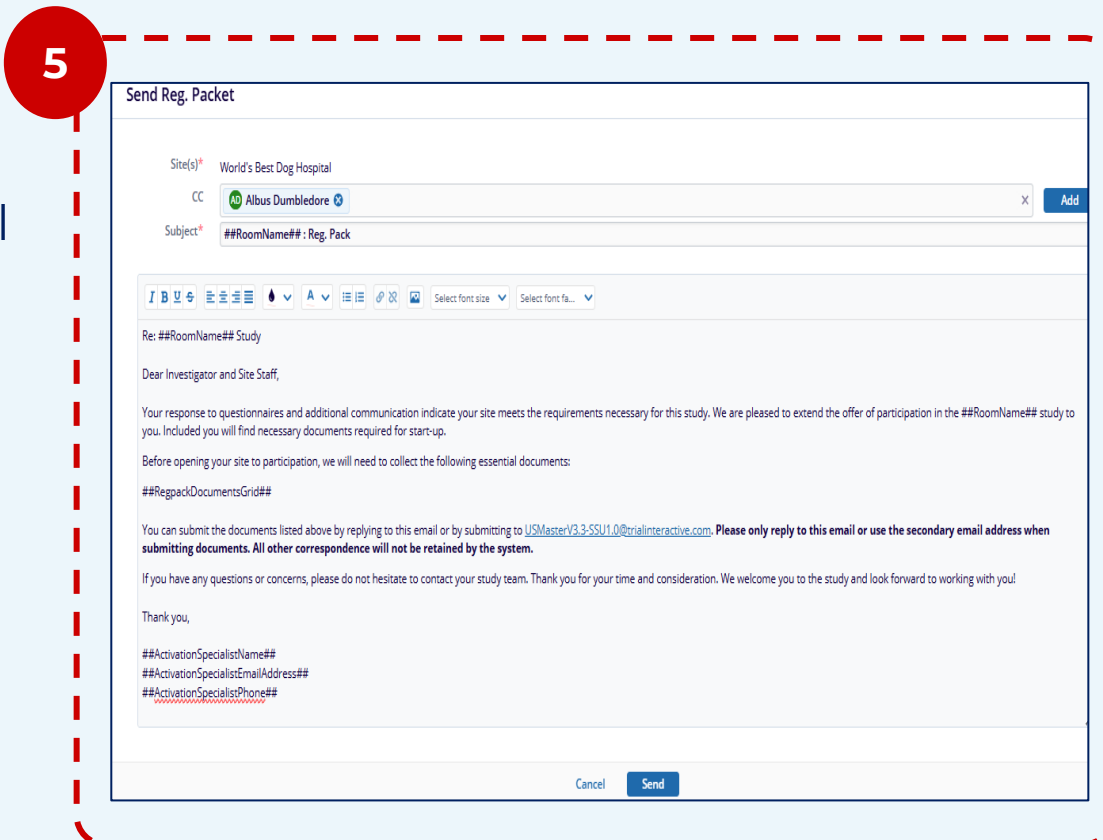 5
Send Reg. Packet
Site(s)* World's Best Dog Hospital
CC AD Albus Dumbledore Add
Subject* ##RoomName## : Reg. Pack
I B U S A Select font size Select font fa...
Re: ##RoomName## Study
Dear Investigator and Site Staff,
Your response to questionnaires and additional communication indicate your site meets the requirements necessary for this study. We are pleased to extend the offer of participation in the ##RoomName## study to
you. Included you will find necessary documents required for start-up.
Before opening your site to participation, we will need to collect the following essential documents:
##RegpackDocumentsGrid##
You can submit the documents listed above by replying to this email or by submitting to USMasterV3.3-SSU1.0@trialinteractive.com. Please only reply to this email or use the secondary email address when
submitting documents. All other correspondence will not be retained by the system.
If you have any questions or concerns, please do not hesitate to contact your study team. Thank you for your time and consideration. We welcome you to the study and look forward to working with you!
Thank you,
##ActivationSpecialistName##
##ActivationSpecialistEmailAddress##
##ActivationSpecialistPhone##
Cancel Send